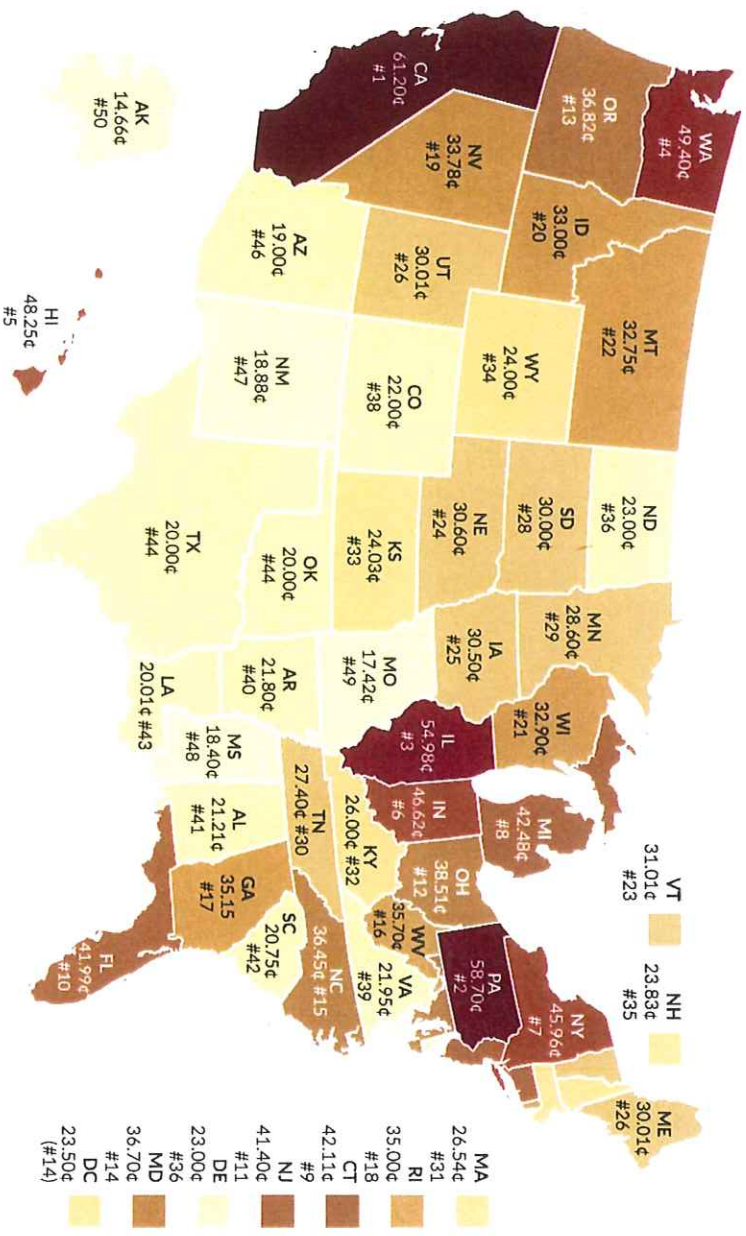 WA
49.40¢
#4
OR
36.82¢
#13
CA
61.20¢
#1
NV
33.78¢
#19
ID
33.00¢
#20
MT
32.75¢
#22
WY
24.00¢
#34
UT
30.01¢
#26
AZ
19.00¢
#46
CO
22.00¢
#38
NM
18.88¢
#47
ND
23.00¢
#36
SD
30.00¢
#28
NE
30.60¢
#24
KS
24.03¢
#33
OK
20.00¢
#44
TX
20.00¢
#44
MN
28.60¢
#29
IA
30.50¢
#25
MO
17.42¢
#49
AR
21.80¢
#40
LA
20.01¢ #43
WI
32.90¢
#21
IL
54.98¢
#3
MI
42.48¢
#8
IN
46.62¢
#6
OH
38.51¢
#12
KY
26.00¢ #32
TN
27.40¢ #30
MS
18.40¢
#48
AL
21.21¢
#41
GA
35.15
#17
FL
41.99¢
#10
SC
20.75¢
#42
NC
36.45¢ #15
VA
21.95¢
#39
WV
35.70¢
#16
PA
58.70¢
#2
NY
45.96¢
#7
VT
31.01¢
#23
NH
23.83¢
#35
ME
30.01¢
#26
MA
26.54¢
#31
RI
35.00¢
#18
CT
42.11¢
#9
NJ
41.40¢
#11
DE
23.00¢
#36
MD
36.70¢
#14
DC
23.50¢
(#14)
AK
14.66¢
#50
HI
48.25¢
#5